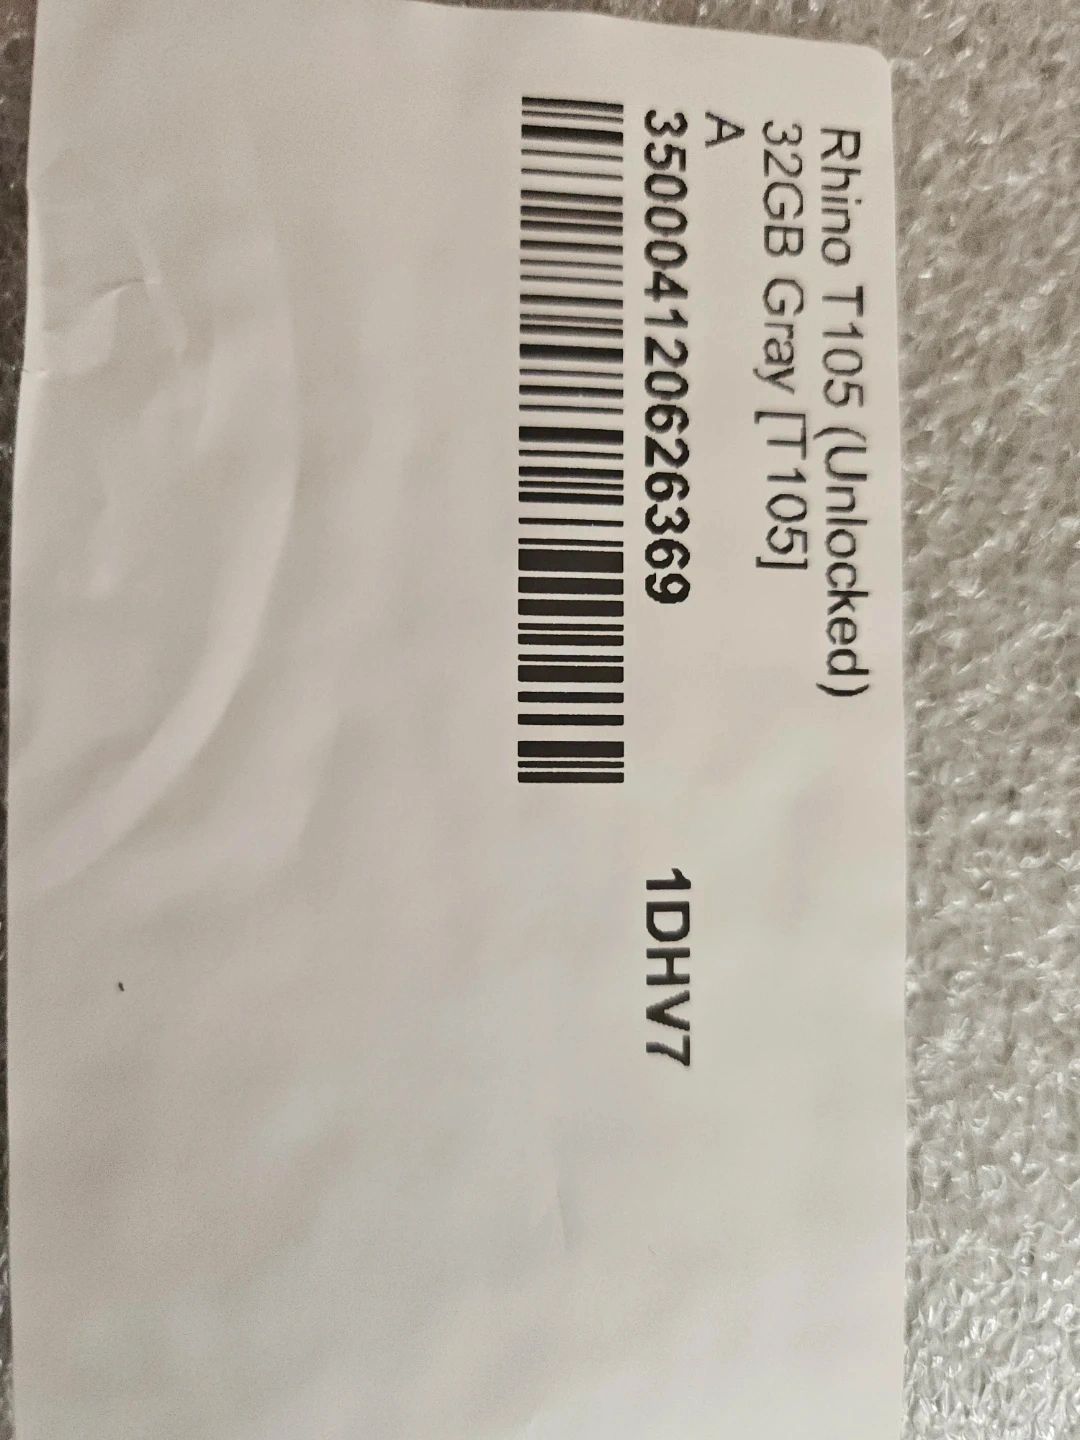 Rhino T105 (Unlocked)
32GB Gray [T105]
A
350004120626369 1DHV7